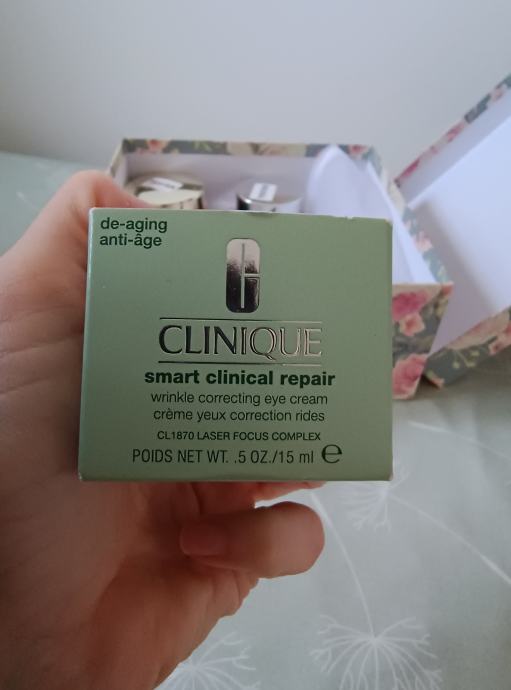 de-aging
anti-âge
CLINIQUE
smart clinical repair
wrinkle correcting eye cream
crème yeux correction rides
CL1870 LASER FOCUS COMPLEX
POIDS NET WT. .5 OZ./15 ml ℮